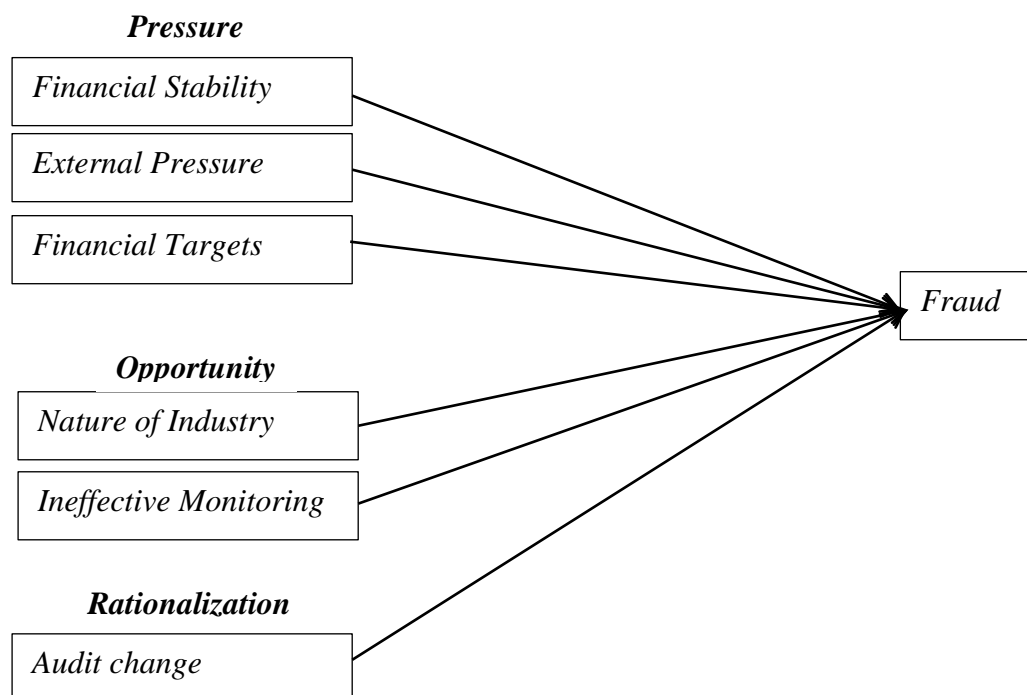 Pressure
Financial Stability
External Pressure
Financial Targets
Fraud
Opportunity
Nature of Industry
Ineffective Monitoring
Rationalization
Audit change